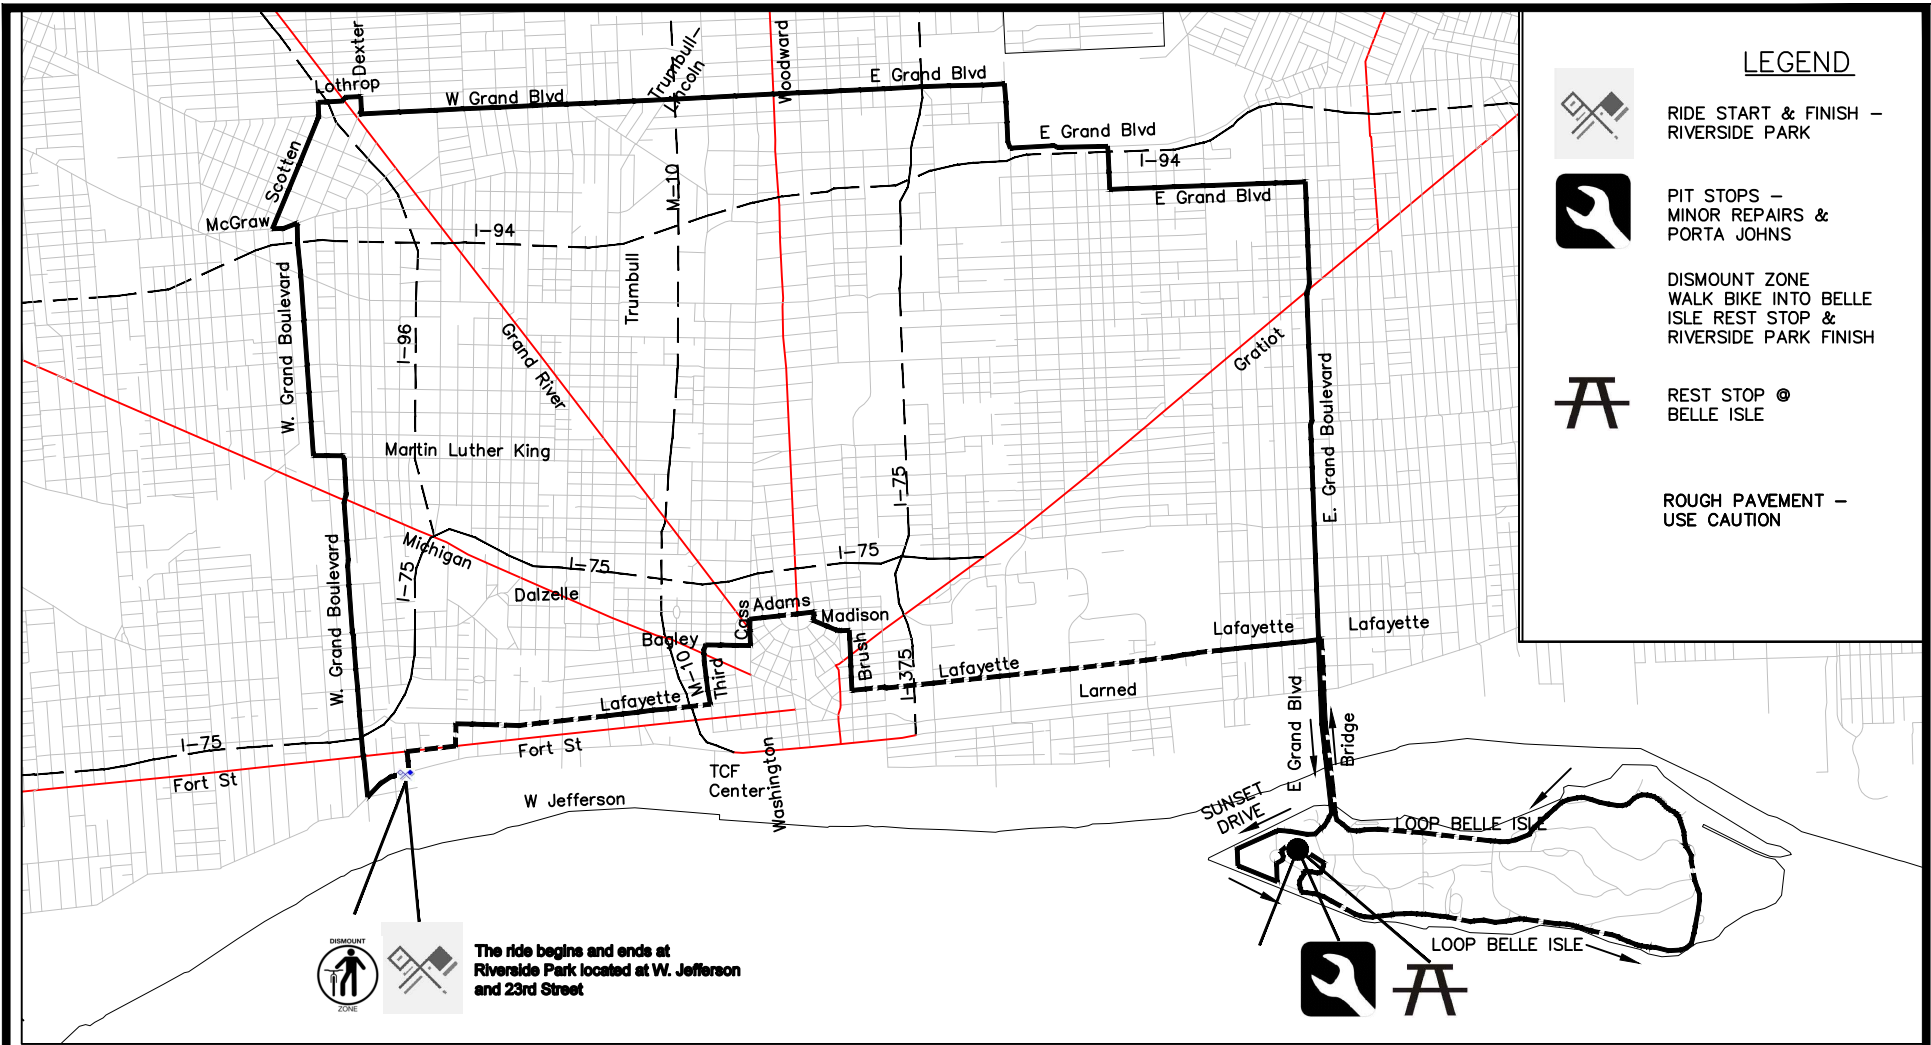 Dexter
Lothrop
W Grand Blvd
Trumbull-
Lincoln
Woodward
E Grand Blvd
E Grand Blvd
I-94
E Grand Blvd
M-10
Scotten
McGraw
I-94
W. Grand Boulevard
I-96
Trumbull
Grand River
Gratiot
E. Grand Boulevard
Martin Luther King
I-75
Michigan
I-75
I-75
I-75
Dalzelle
W. Grand Boulevard
Cass
Adams
Madison
Bagley
Brush
M-10
Third
Lafayette
I-375
Lafayette
Larned
Lafayette
Lafayette
I-75
Fort St
Fort St
TCF
Center
Washington
W Jefferson
E Grand Blvd
Bridge
SUNSET
DRIVE
LOOP BELLE ISLE
LOOP BELLE ISLE
DISMOUNT
ZONE
The ride begins and ends at
Riverside Park located at W. Jefferson
and 23rd Street
LEGEND
RIDE START & FINISH -
RIVERSIDE PARK
PIT STOPS -
MINOR REPAIRS &
PORTA JOHNS
DISMOUNT ZONE
WALK BIKE INTO BELLE
ISLE REST STOP &
RIVERSIDE PARK FINISH
REST STOP @
BELLE ISLE
ROUGH PAVEMENT -
USE CAUTION